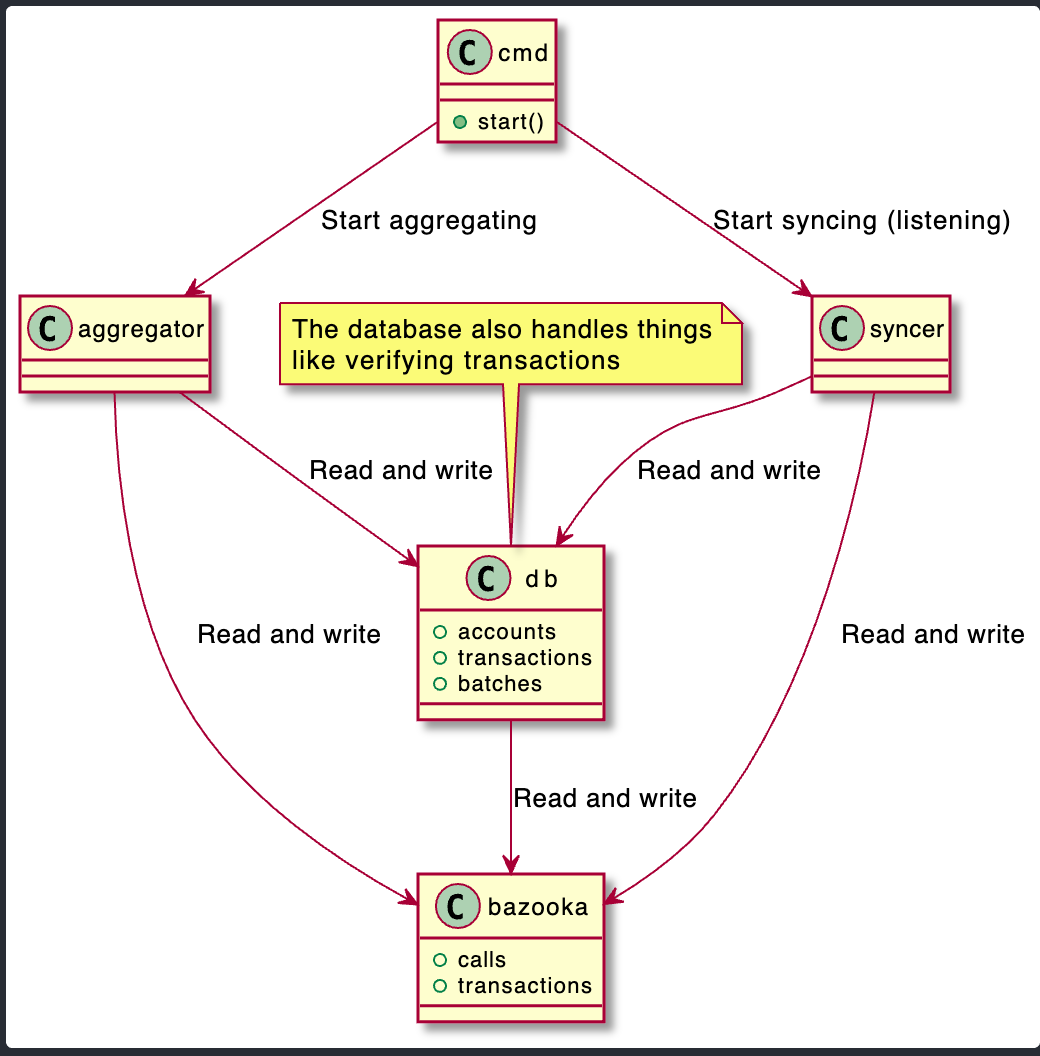 C cmd
start()
Start aggregating
Start syncing (listening)
C aggregator
The database also handles things
like verifying transactions
C syncer
Read and write
Read and write
C db
accounts
transactions
batches
Read and write
Read and write
Read and write
C bazooka
calls
transactions